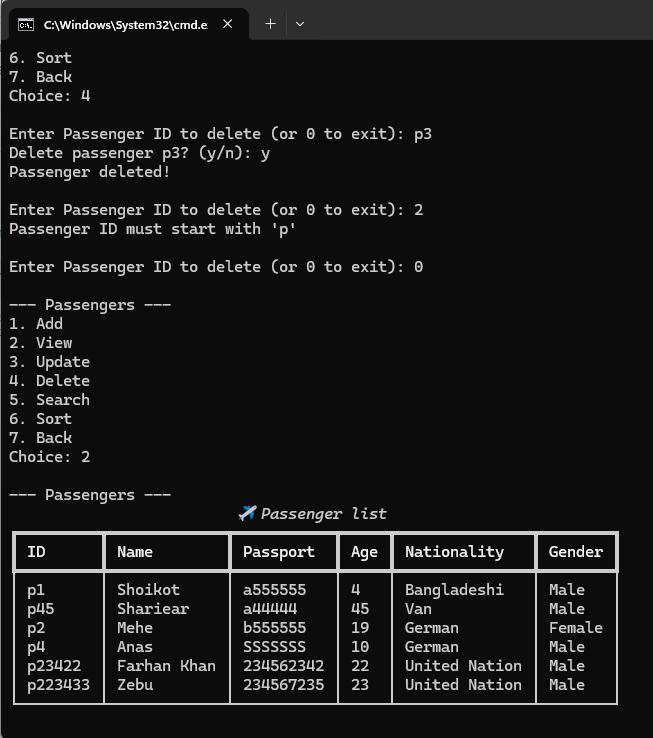 C:\Windows\System32\cmd.e
6. Sort
7. Back
Choice: 4
Enter Passenger ID to delete (or 0 to exit): p3
Delete passenger p3? (y/n): y
Passenger deleted!
Enter Passenger ID to delete (or 0 to exit): 2
Passenger ID must start with 'p'
Enter Passenger ID to delete (or 0 to exit): 0
--- Passengers ---
1. Add
2. View
3. Update
4. Delete
5. Search
6. Sort
7. Back
Choice: 2
--- Passengers ---
✈️ Passenger list
ID Name Passport Age Nationality Gender
p1 Shoikot a555555 4 Bangladeshi Male
p45 Shariear a44444 45 Van Male
p2 Mehe b555555 19 German Female
p4 Anas SSSSSSS 10 German Male
p23422 Farhan Khan 234562342 22 United Nation Male
p223433 Zebu 234567235 23 United Nation Male